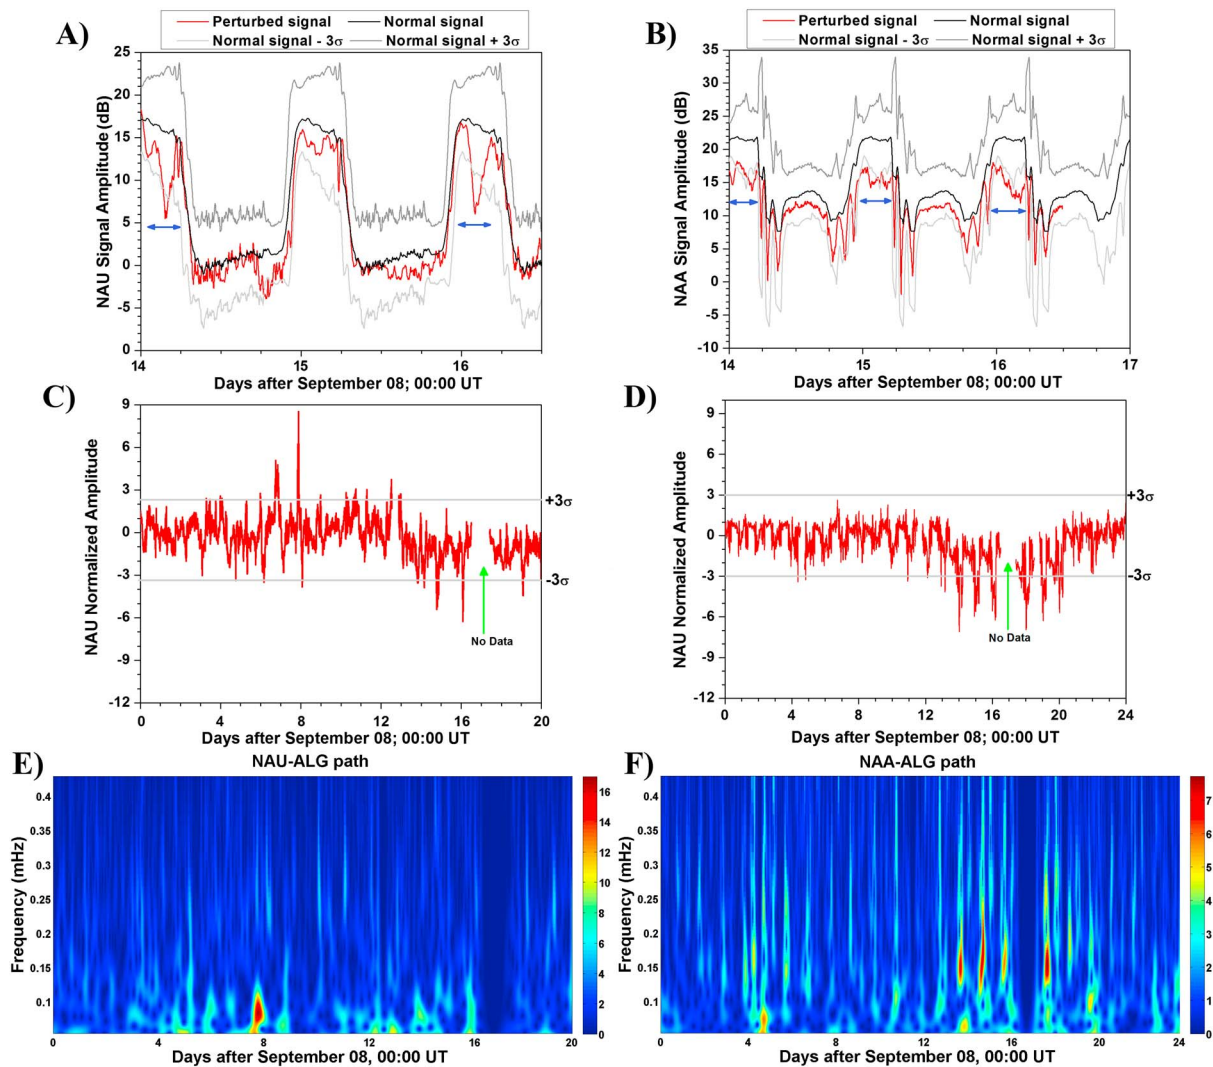 A)
Perturbed signal Normal signal
Normal signal - 3σ Normal signal + 3σ
NAU Signal Amplitude (dB)
25
20
15
10
5
0
-5
0
14 15 16
Days after September 08; 00:00 UT
B)
Perturbed signal Normal signal
Normal signal - 3σ Normal signal + 3σ
NAA Signal Amplitude (dB)
35
30
25
20
15
10
5
0
-5
-10
14 15 16 17
Days after September 08; 00:00 UT
C)
NAU Normalized Amplitude
9
6
3
0
-3
-6
-9
-12
+3σ
-3σ
No Data
0 4 8 12 16 20
Days after September 08; 00:00 UT
D)
NAU Normalized Amplitude
9
6
3
0
-3
-6
-9
-12
+3σ
-3σ
No Data
0 4 8 12 16 20 24
Days after September 08; 00:00 UT
E)
NAU-ALG path
Frequency (mHz)
0.4
0.35
0.3
0.25
0.2
0.15
0.1
0 4 8 12 16 20
Days after September 08, 00:00 UT
16
14
12
10
8
6
4
2
0
F)
NAA-ALG path
Frequency (mHz)
0.4
0.35
0.3
0.25
0.2
0.15
0.1
0 4 8 12 16 20 24
Days after September 08, 00:00 UT
7
6
5
4
3
2
1
0